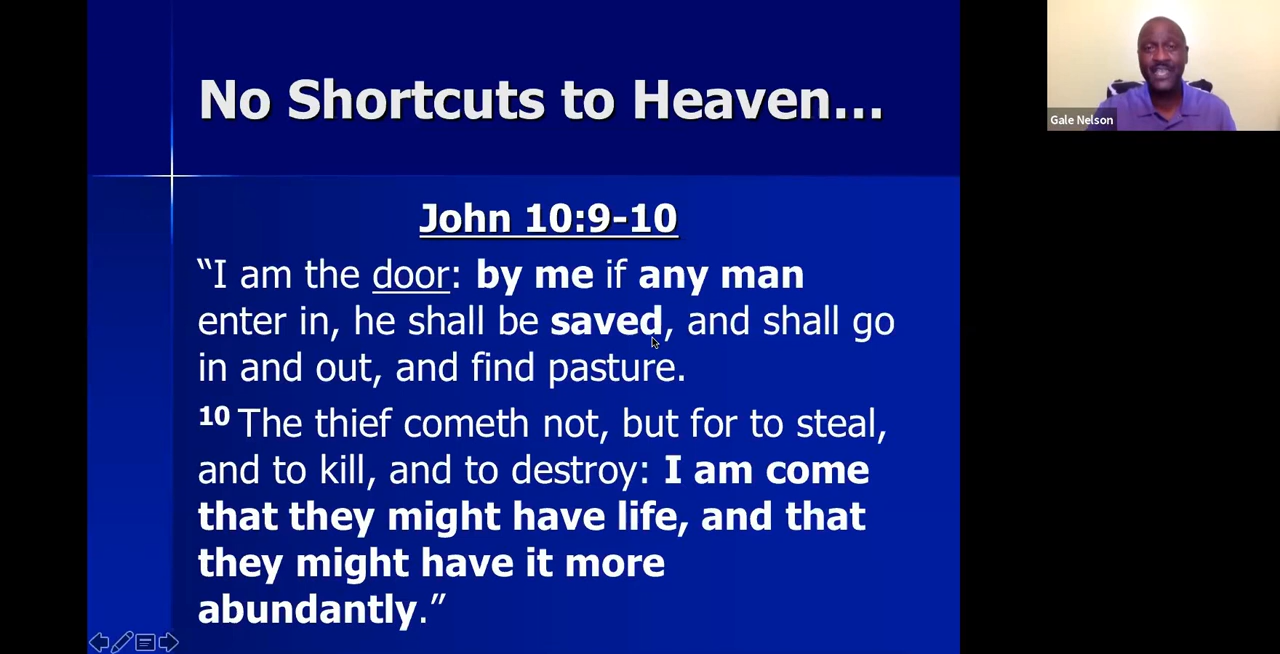 No Shortcuts to Heaven...
John 10:9-10
“I am the door: by me if any man
enter in, he shall be saved, and shall go
in and out, and find pasture.
10 The thief cometh not, but for to steal,
and to kill, and to destroy: I am come
that they might have life, and that
they might have it more
abundantly.”
Gale Nelson